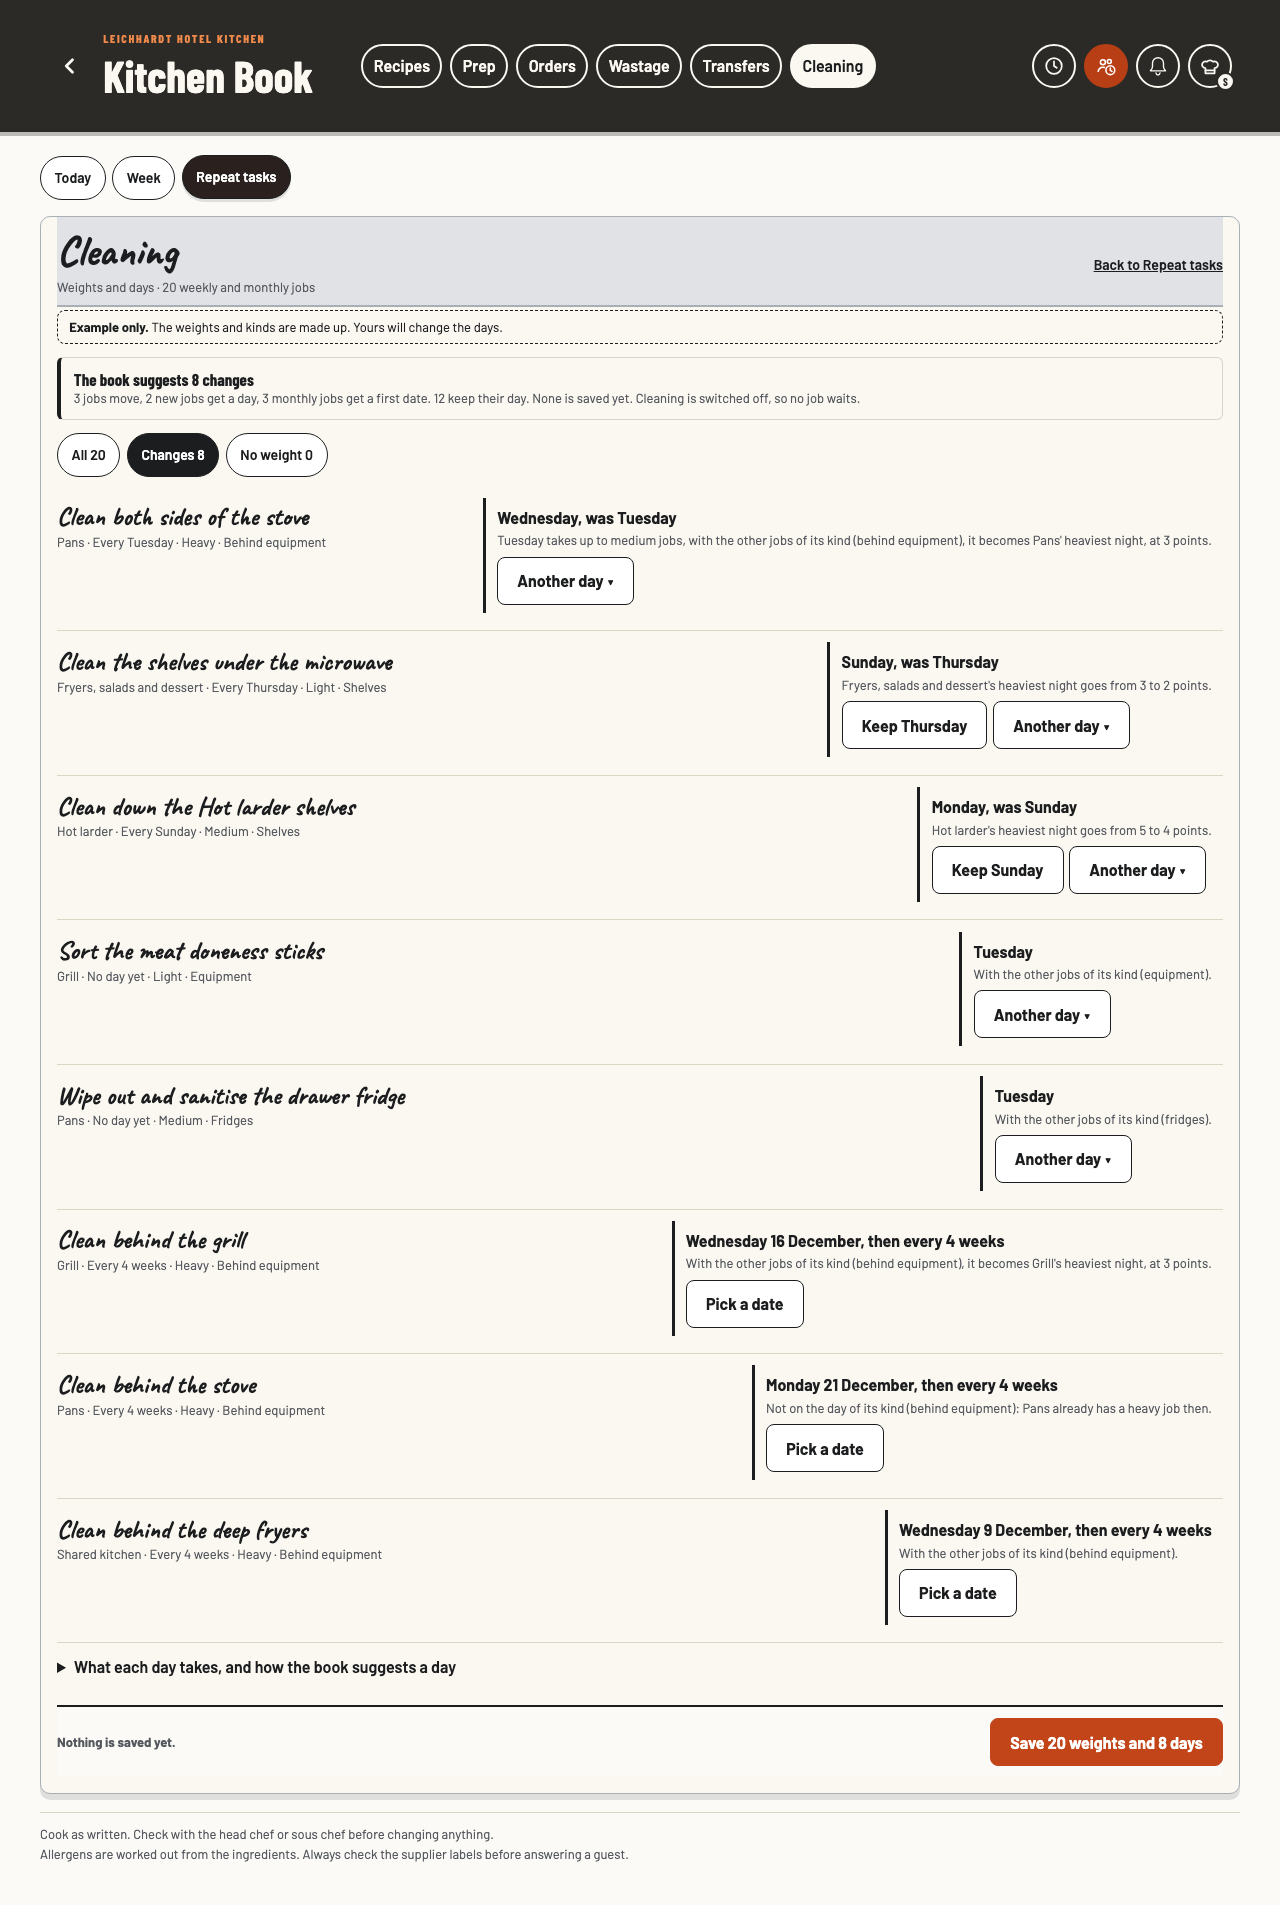 LEICHHARDT HOTEL KITCHEN
Kitchen Book
Recipes Prep Orders Wastage Transfers Cleaning
S
Today Week Repeat tasks
Cleaning
Back to Repeat tasks
Weights and days · 20 weekly and monthly jobs
Example only. The weights and kinds are made up. Yours will change the days.
The book suggests 8 changes
3 jobs move, 2 new jobs get a day, 3 monthly jobs get a first date. 12 keep their day. None is saved yet. Cleaning is switched off, so no job waits.
All 20 Changes 8 No weight 0
Clean both sides of the stove
Pans · Every Tuesday · Heavy · Behind equipment
Wednesday, was Tuesday
Tuesday takes up to medium jobs, with the other jobs of its kind (behind equipment), it becomes Pans' heaviest night, at 3 points.
Another day ▾
Clean the shelves under the microwave
Fryers, salads and dessert · Every Thursday · Light · Shelves
Sunday, was Thursday
Fryers, salads and dessert's heaviest night goes from 3 to 2 points.
Keep Thursday Another day ▾
Clean down the Hot larder shelves
Hot larder · Every Sunday · Medium · Shelves
Monday, was Sunday
Hot larder's heaviest night goes from 5 to 4 points.
Keep Sunday Another day ▾
Sort the meat doneness sticks
Grill · No day yet · Light · Equipment
Tuesday
With the other jobs of its kind (equipment).
Another day ▾
Wipe out and sanitise the drawer fridge
Pans · No day yet · Medium · Fridges
Tuesday
With the other jobs of its kind (fridges).
Another day ▾
Clean behind the grill
Grill · Every 4 weeks · Heavy · Behind equipment
Wednesday 16 December, then every 4 weeks
With the other jobs of its kind (behind equipment), it becomes Grill's heaviest night, at 3 points.
Pick a date
Clean behind the stove
Pans · Every 4 weeks · Heavy · Behind equipment
Monday 21 December, then every 4 weeks
Not on the day of its kind (behind equipment): Pans already has a heavy job then.
Pick a date
Clean behind the deep fryers
Shared kitchen · Every 4 weeks · Heavy · Behind equipment
Wednesday 9 December, then every 4 weeks
With the other jobs of its kind (behind equipment).
Pick a date
What each day takes, and how the book suggests a day
Nothing is saved yet.
Save 20 weights and 8 days
Cook as written. Check with the head chef or sous chef before changing anything.
Allergens are worked out from the ingredients. Always check the supplier labels before answering a guest.